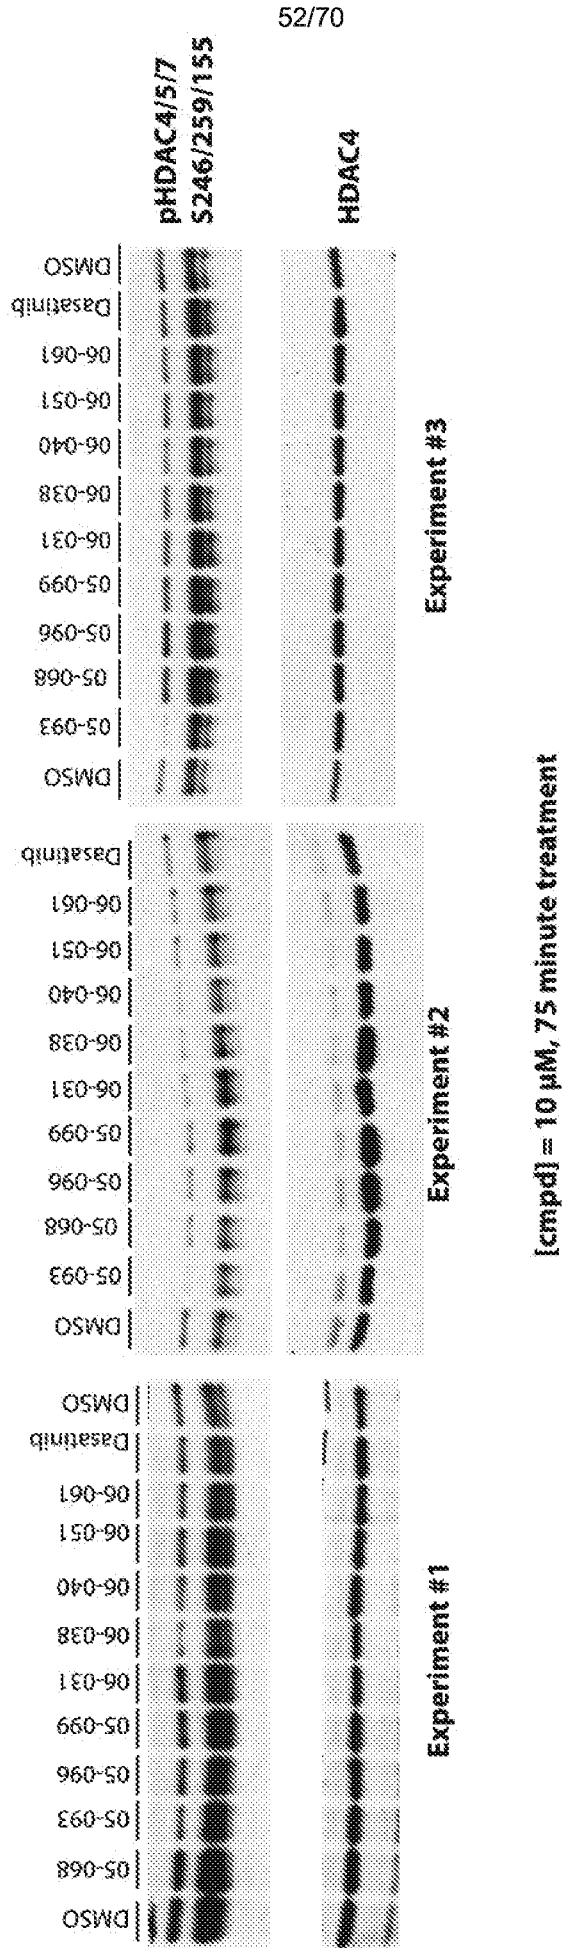 52/70
DMSO
05-068
05-093
05-096
05-099
06-031
06-038
06-040
06-051
06-061
Dasatinib
DMSO
Experiment #1
DMSO
05-093
05-068
05-096
05-099
06-031
06-038
06-040
06-051
06-061
Dasatinib
Experiment #2
DMSO
05-093
05-068
05-096
05-099
06-031
06-038
06-040
06-051
06-061
Dasatinib
DMSO
Experiment #3
pHDAC4/5/7
S246/259/155
HDAC4
[cmpd] = 10 µM, 75 minute treatment